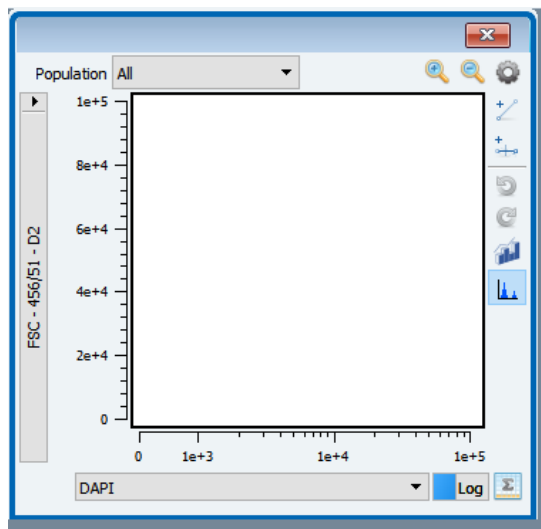 Population All
1e+5
8e+4
6e+4
4e+4
2e+4
0
FSC - 456/51 - D2
0 1e+3 1e+4 1e+5
DAPI Log Σ